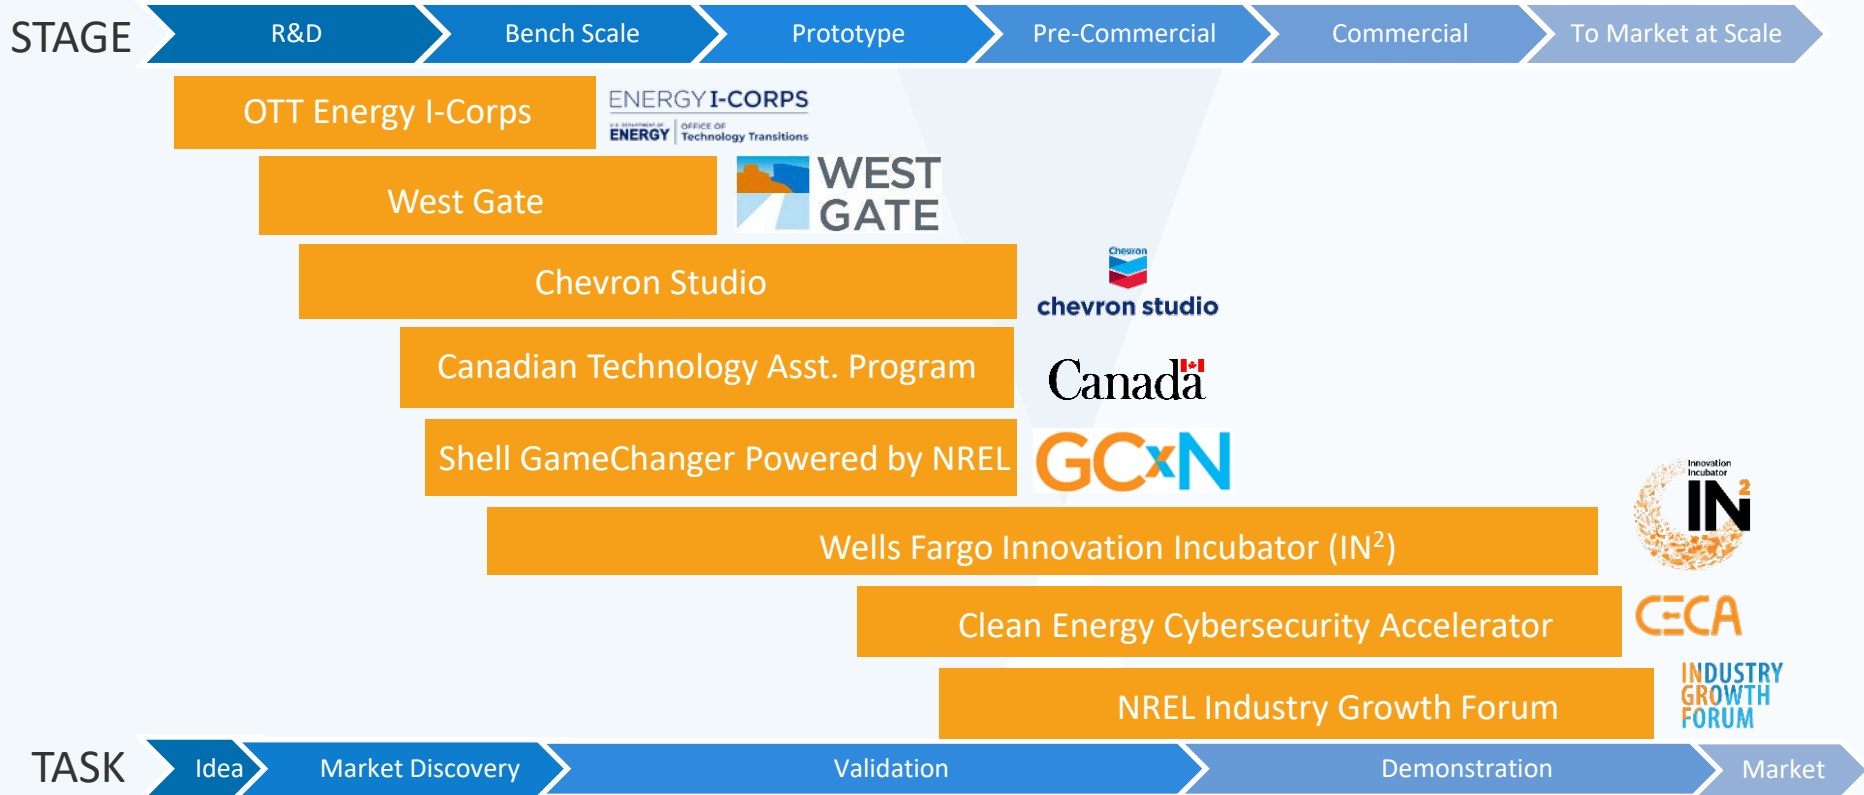 STAGE
R&D
Bench Scale
Prototype
Pre-Commercial
Commercial
To Market at Scale
OTT Energy I-Corps
ENERGY I-CORPS
U.S. DEPARTMENT OF
ENERGY
OFFICE OF
Technology Transitions
West Gate
WEST
GATE
Chevron Studio
Chevron
chevron studio
Canadian Technology Asst. Program
Canada
Shell GameChanger Powered by NREL
GCxN
Wells Fargo Innovation Incubator (IN²)
Innovation
Incubator
IN²
Clean Energy Cybersecurity Accelerator
CECA
NREL Industry Growth Forum
INDUSTRY
GROWTH
FORUM
TASK
Idea
Market Discovery
Validation
Demonstration
Market